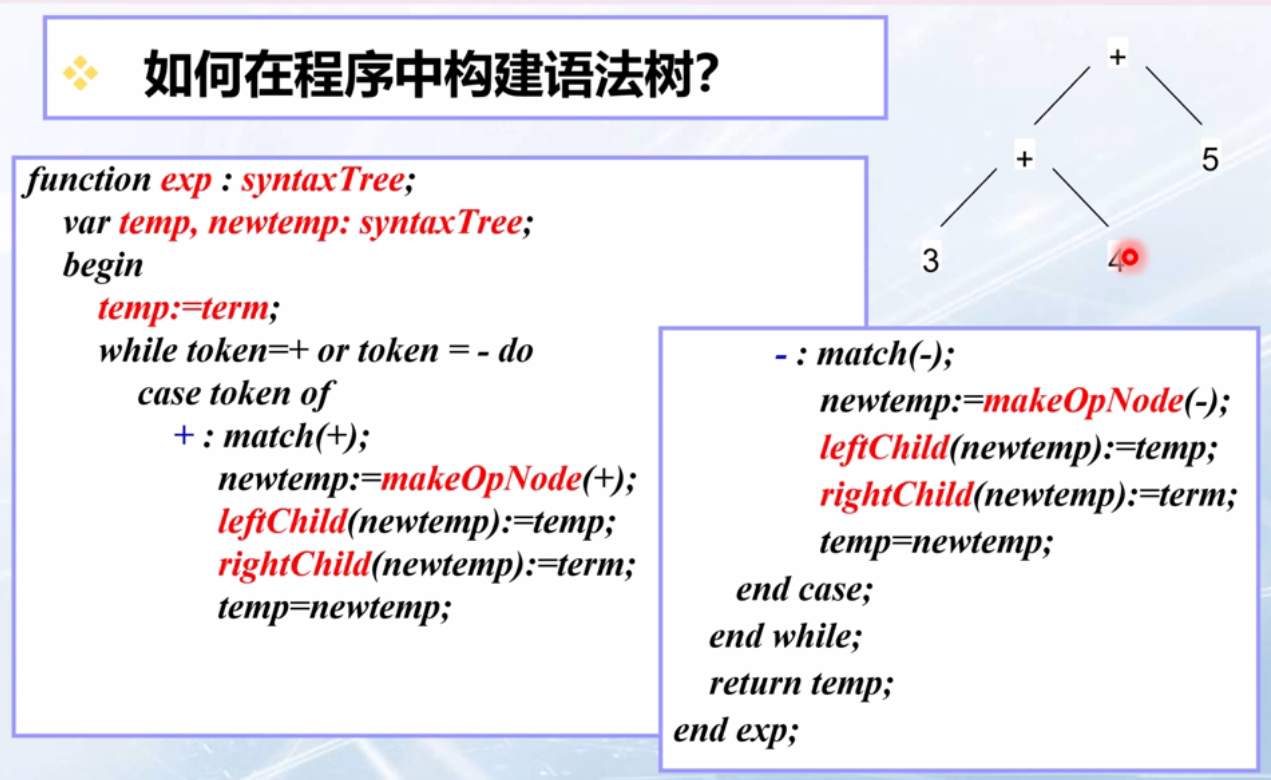 如何在程序中构建语法树？
function exp : syntaxTree;
var temp, newtemp: syntaxTree;
begin
temp:=term;
while token=+ or token = - do
case token of
+ : match(+);
newtemp:=makeOpNode(+);
leftChild(newtemp):=temp;
rightChild(newtemp):=term;
temp=newtemp;
- : match(-);
newtemp:=makeOpNode(-);
leftChild(newtemp):=temp;
rightChild(newtemp):=term;
temp=newtemp;
end case;
end while;
return temp;
end exp;
+
+
5
3
4